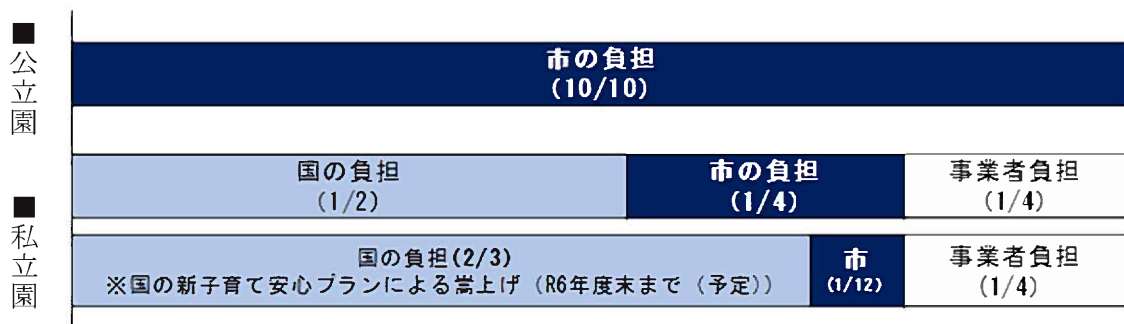 ■公立園
市の負担
(10/10)
■私立園
国の負担
(1/2)
市の負担
(1/4)
事業者負担
(1/4)
国の負担(2/3)
※国の新子育て安心プランによる嵩上げ（R6年度末まで（予定））
市
(1/12)
事業者負担
(1/4)